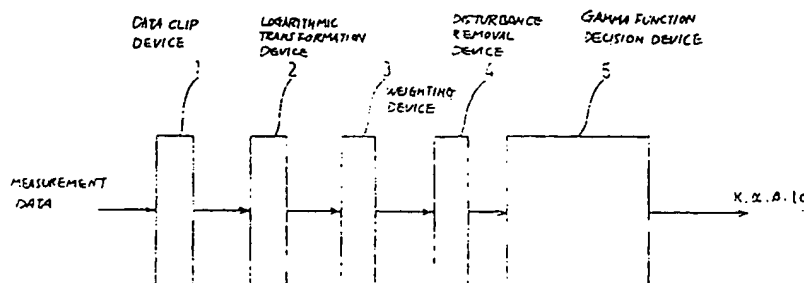 DATA CLIP
DEVICE
LOGARITHMIC
TRANSFORMATION
DEVICE
DISTURBANCE
REMOVAL
DEVICE
GAMMA FUNCTION
DECISION DEVICE
1
2
3
4
5
WEIGHTING
DEVICE
MEASUREMENT
DATA